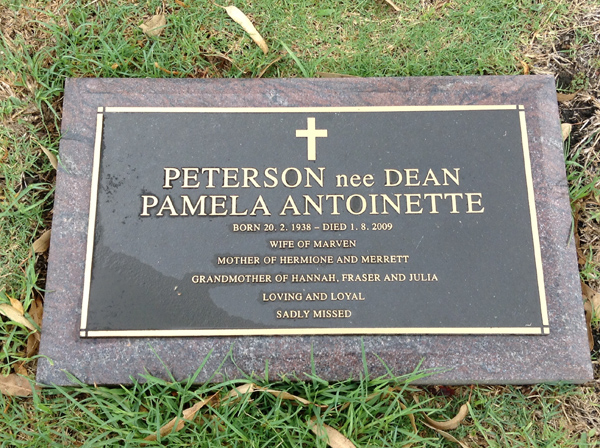 PETERSON nee DEAN
PAMELA ANTOINETTE
BORN 20. 2. 1938 – DIED 1. 8. 2009
WIFE OF MARVEN
MOTHER OF HERMIONE AND MERRETT
GRANDMOTHER OF HANNAH, FRASER AND JULIA
LOVING AND LOYAL
SADLY MISSED